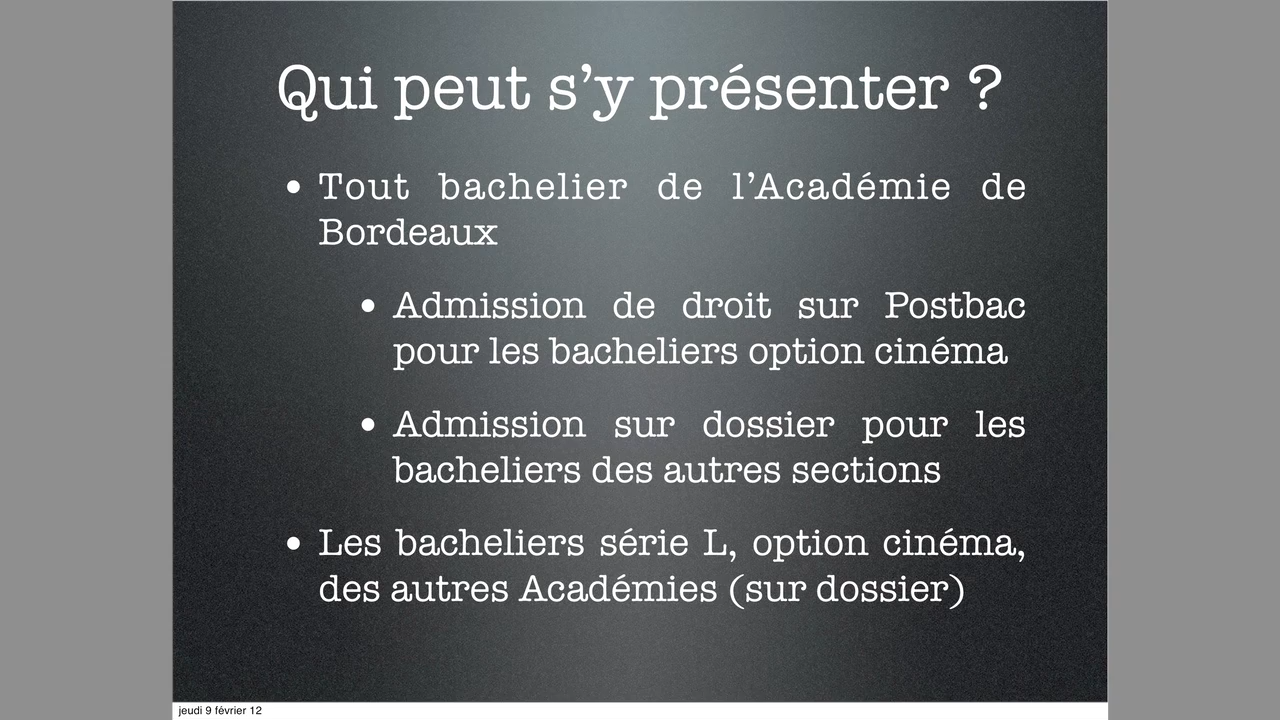 Qui peut s’y présenter ?
• Tout bachelier de l’Académie de
Bordeaux
• Admission de droit sur Postbac
pour les bacheliers option cinéma
• Admission sur dossier pour les
bacheliers des autres sections
• Les bacheliers série L, option cinéma,
des autres Académies (sur dossier)
jeudi 9 février 12